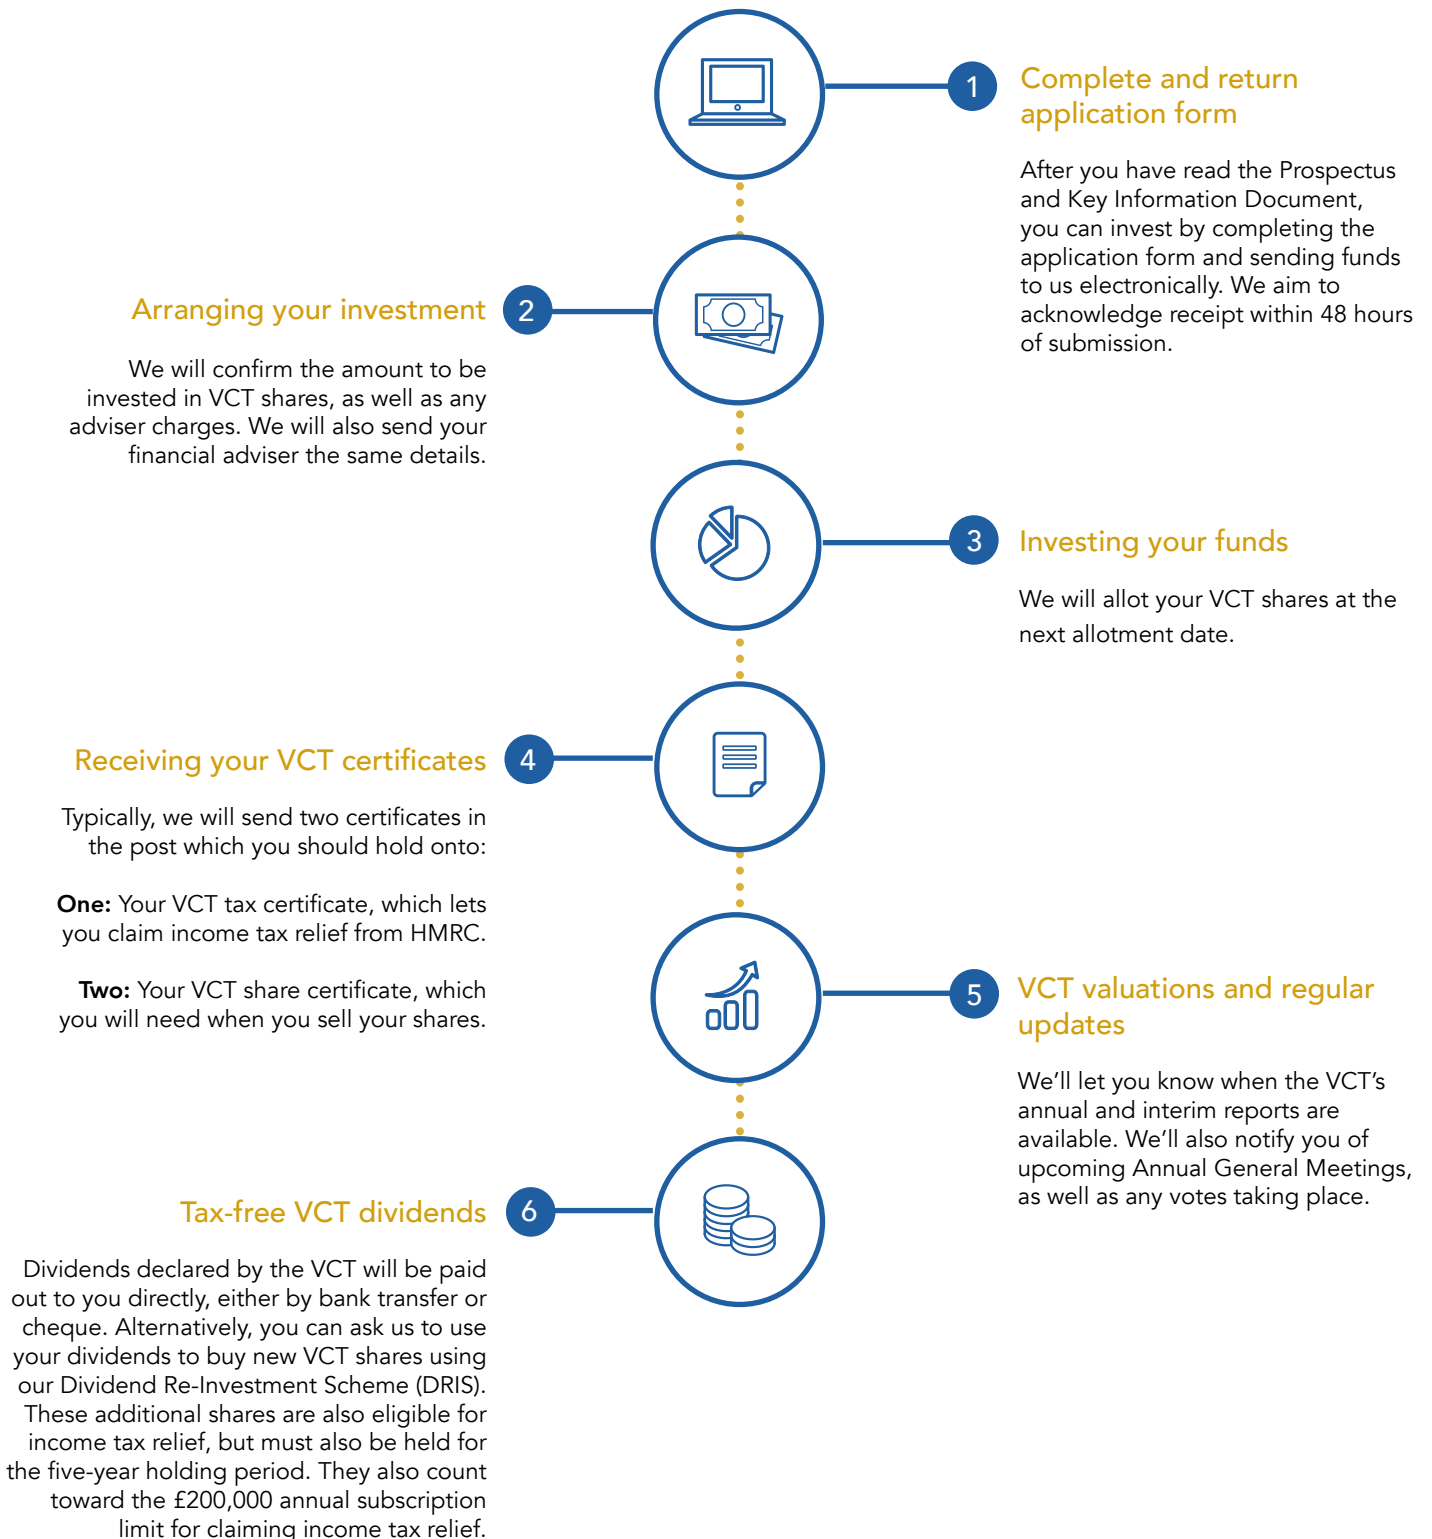 1
Complete and return
application form
After you have read the Prospectus
and Key Information Document,
you can invest by completing the
application form and sending funds
to us electronically. We aim to
acknowledge receipt within 48 hours
of submission.
Arranging your investment
2
We will confirm the amount to be
invested in VCT shares, as well as any
adviser charges. We will also send your
financial adviser the same details.
3
Investing your funds
We will allot your VCT shares at the
next allotment date.
Receiving your VCT certificates
4
Typically, we will send two certificates in
the post which you should hold onto:
One: Your VCT tax certificate, which lets
you claim income tax relief from HMRC.
Two: Your VCT share certificate, which
you will need when you sell your shares.
5
VCT valuations and regular
updates
We’ll let you know when the VCT’s
annual and interim reports are
available. We’ll also notify you of
upcoming Annual General Meetings,
as well as any votes taking place.
Tax-free VCT dividends
6
Dividends declared by the VCT will be paid
out to you directly, either by bank transfer or
cheque. Alternatively, you can ask us to use
your dividends to buy new VCT shares using
our Dividend Re-Investment Scheme (DRIS).
These additional shares are also eligible for
income tax relief, but must also be held for
the five-year holding period. They also count
toward the £200,000 annual subscription
limit for claiming income tax relief.